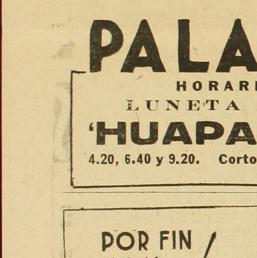 PALA
HORARI
LUNETA
'HUAPA
4.20, 6.40 y 9.20. Corto
POR FIN